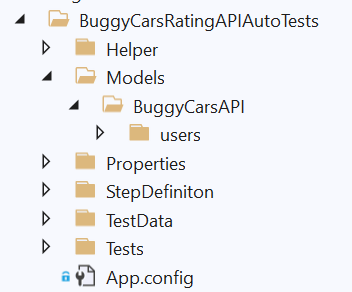 BuggyCarsRatingAPIAutoTests
Helper
Models
BuggyCarsAPI
users
Properties
StepDefiniton
TestData
Tests
App.config